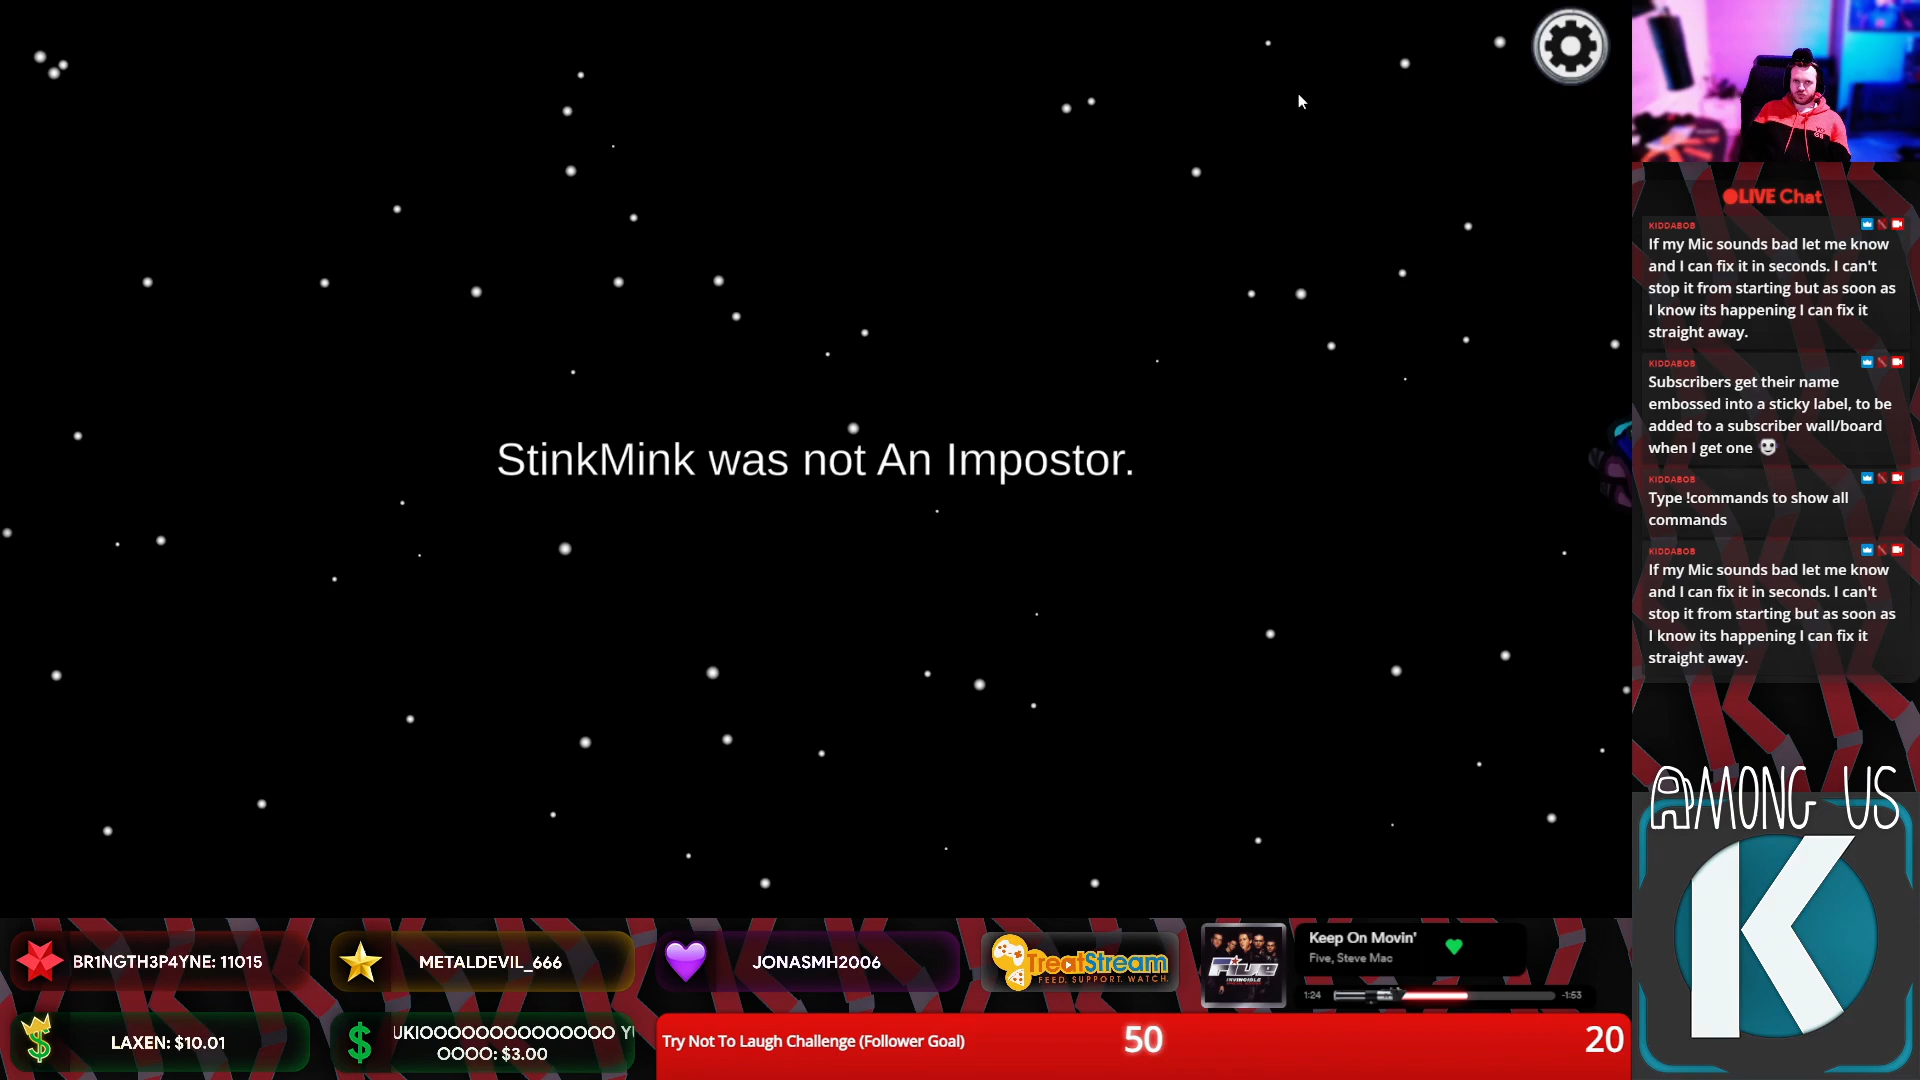 StinkMink was not An Impostor.
LIVE Chat
KIDDABOB
If my Mic sounds bad let me know
and I can fix it in seconds. I can't
stop it from starting but as soon as
I know its happening I can fix it
straight away.
KIDDABOB
Subscribers get their name
embossed into a sticky label, to be
added to a subscriber wall/board
when I get one
KIDDABOB
Type !commands to show all
commands
KIDDABOB
If my Mic sounds bad let me know
and I can fix it in seconds. I can't
stop it from starting but as soon as
I know its happening I can fix it
straight away.
AMONG US
K
BR1NGTH3P4YNE: 11015
METALDEVIL_666
JONASMH2006
TreatStream
FEED. SUPPORT. WATCH.
FIVE
INVINCIBLE
Keep On Movin'
Five, Steve Mac
1:24
-1:53
LAXEN: $10.01
UKIOOOOOOOOOOOOOO YI
OOOO: $3.00
Try Not To Laugh Challenge (Follower Goal)
50
20